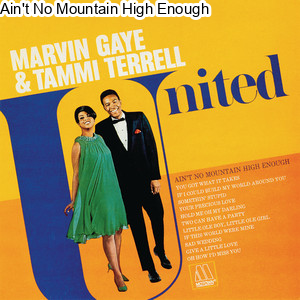 Ain't No Mountain High Enough
MARVIN GAYE
& TAMMI TERRELL
United
AIN'T NO MOUNTAIN HIGH ENOUGH
YOU GOT WHAT IT TAKES
IF I COULD BUILD MY WORLD AROUND YOU
SOMETHIN' STUPID
YOUR PRECIOUS LOVE
HOLD ME OH MY DARLING
TWO CAN HAVE A PARTY
LITTLE OLE BOY, LITTLE OLE GIRL
IF THIS WORLD WERE MINE
SAD WEDDING
GIVE A LITTLE LOVE
OH HOW I'D MISS YOU
M
MOTOWN